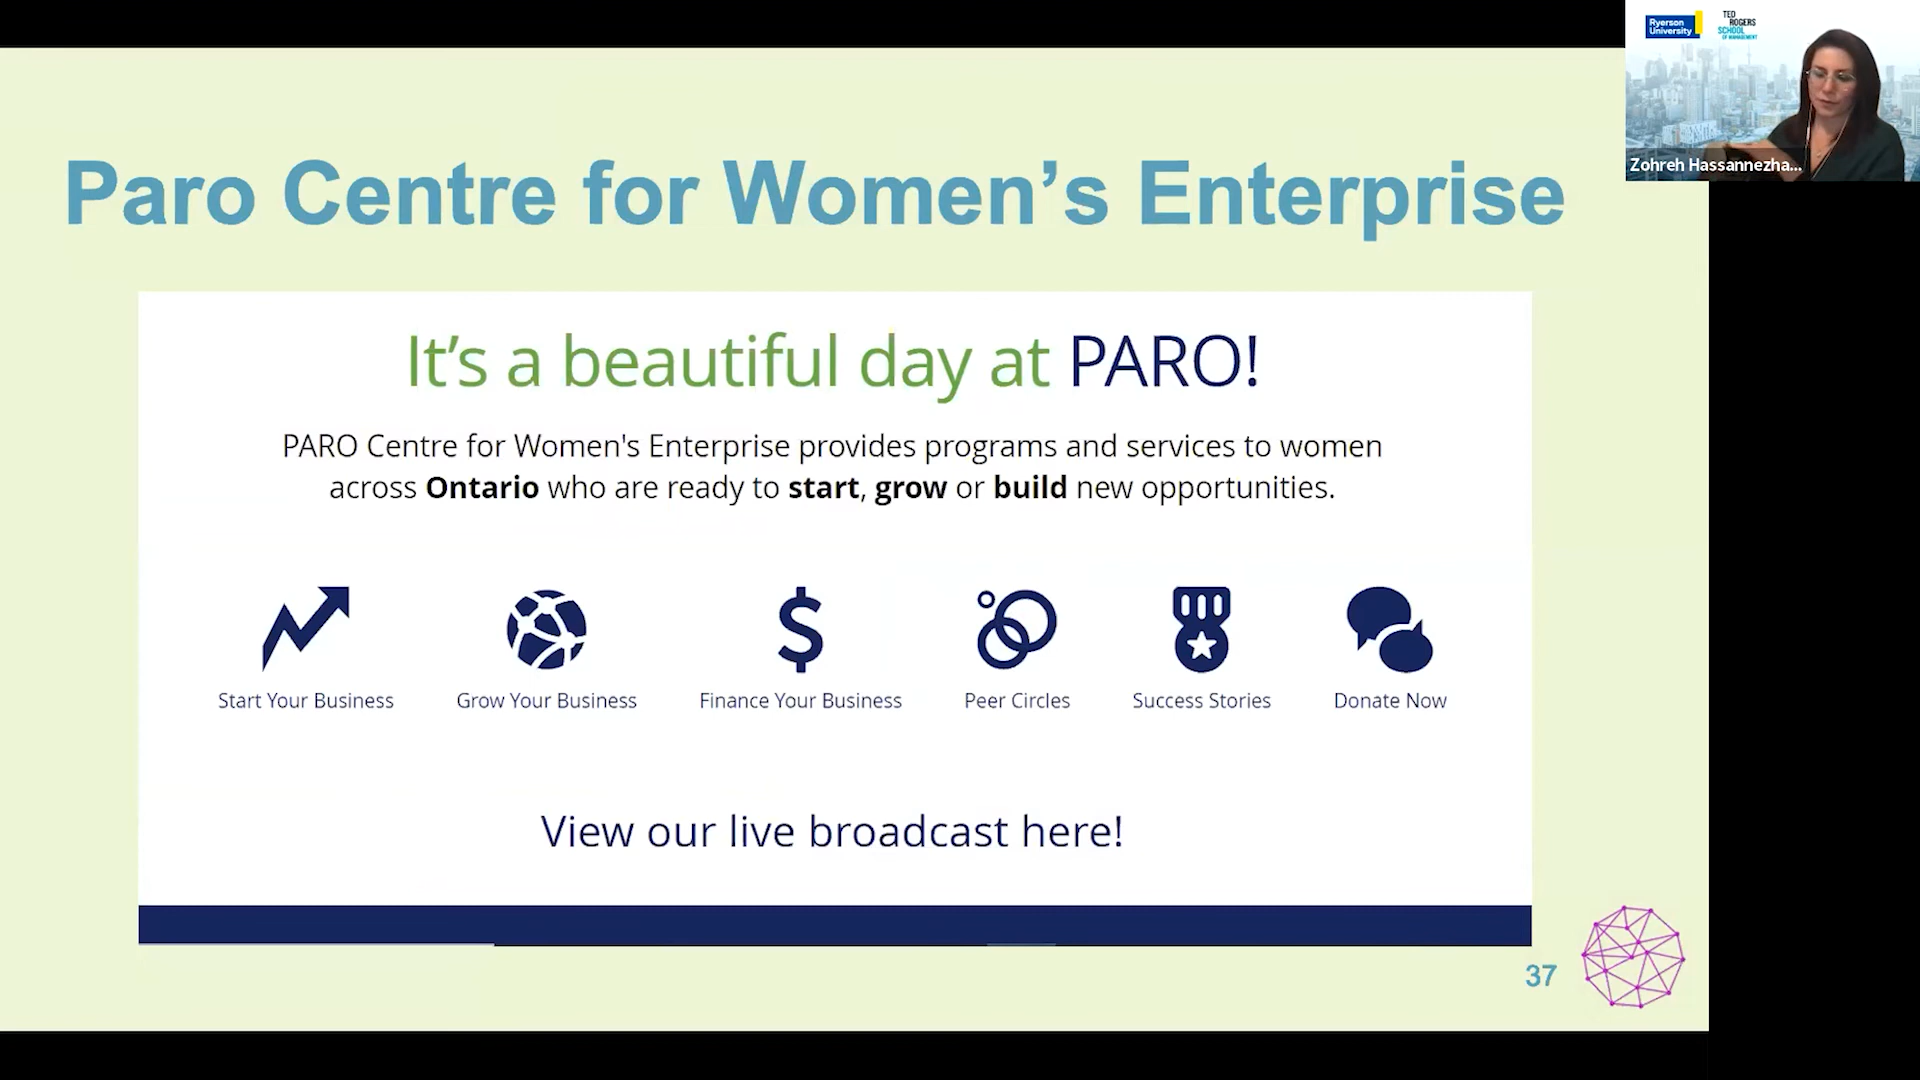 Ryerson
University
TED
ROGERS
SCHOOL
OF MANAGEMENT
Zohreh Hassannezha...
Paro Centre for Women’s Enterprise
It’s a beautiful day at PARO!
PARO Centre for Women's Enterprise provides programs and services to women
across Ontario who are ready to start, grow or build new opportunities.
Start Your Business
Grow Your Business
Finance Your Business
Peer Circles
Success Stories
Donate Now
View our live broadcast here!
37